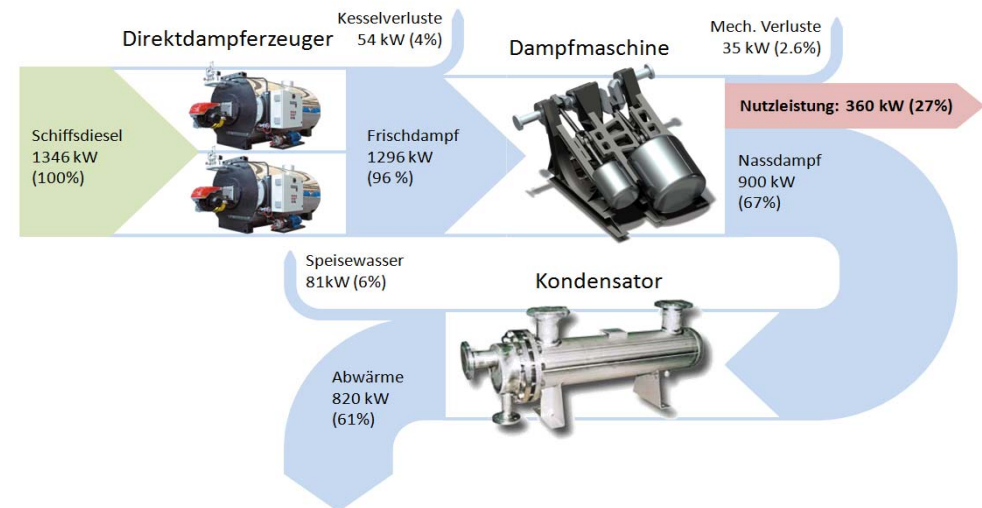 Direktdampferzeuger
Kesselverluste
54 kW (4%)
Dampfmaschine
Mech. Verluste
35 kW (2.6%)
Schiffsdiesel
1346 kW
(100%)
Frischdampf
1296 kW
(96 %)
Nutzleistung: 360 kW (27%)
Nassdampf
900 kW
(67%)
Speisewasser
81kW (6%)
Kondensator
Abwärme
820 kW
(61%)